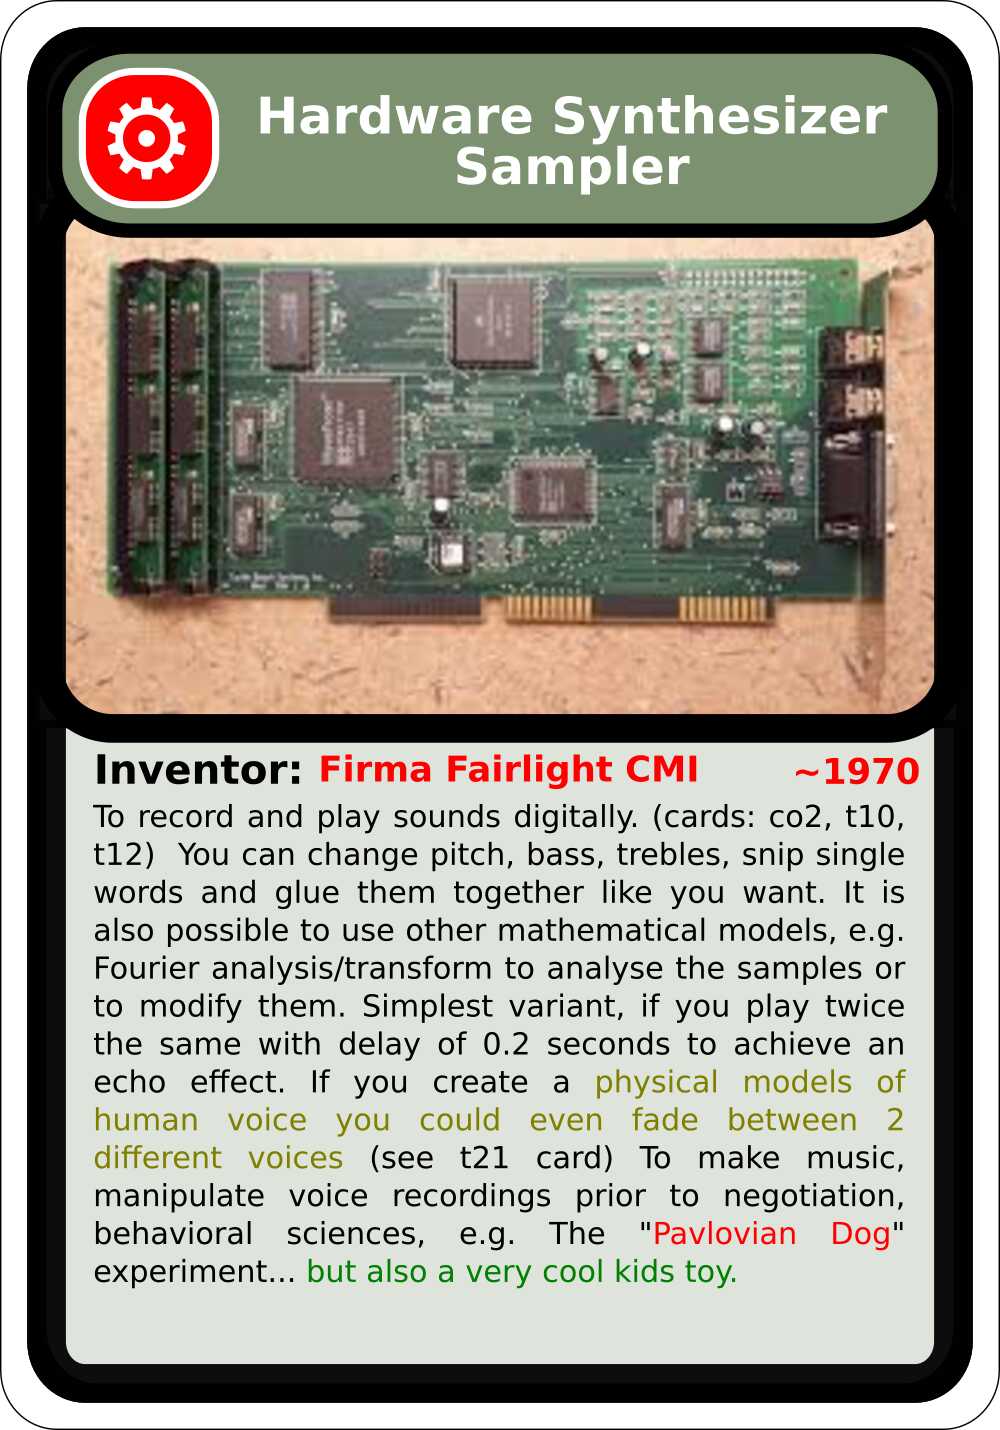 Hardware Synthesizer
Sampler
Inventor: Firma Fairlight CMI ~1970
To record and play sounds digitally. (cards: co2, t10,
t12) You can change pitch, bass, trebles, snip single
words and glue them together like you want. It is
also possible to use other mathematical models, e.g.
Fourier analysis/transform to analyse the samples or
to modify them. Simplest variant, if you play twice
the same with delay of 0.2 seconds to achieve an
echo effect. If you create a physical models of
human voice you could even fade between 2
different voices (see t21 card) To make music,
manipulate voice recordings prior to negotiation,
behavioral sciences, e.g. The "Pavlovian Dog"
experiment... but also a very cool kids toy.